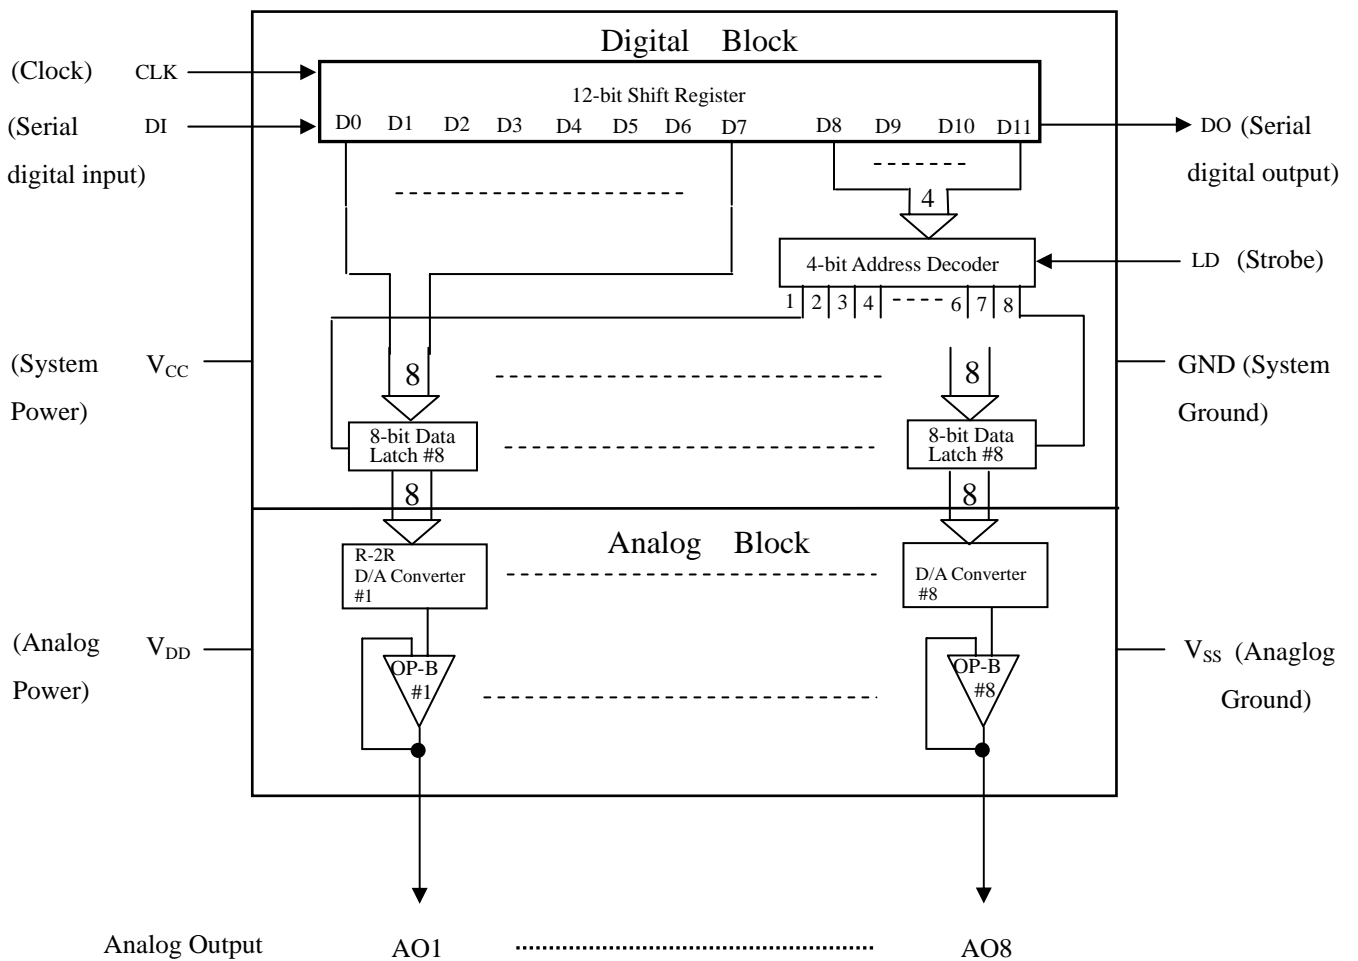 Digital Block
(Clock) CLK
12-bit Shift Register
(Serial DI
digital input)
D0 D1 D2 D3 D4 D5 D6 D7 D8 D9 D10 D11
DO (Serial
digital output)
4
4-bit Address Decoder
LD (Strobe)
1 2 3 4 6 7 8
(System VCC
Power)
8
8
GND (System
Ground)
8-bit Data
Latch #8
8-bit Data
Latch #8
8
8
Analog Block
R-2R
D/A Converter
#1
D/A Converter
#8
(Analog VDD
Power)
OP-B
#1
OP-B
#8
VSS (Anaglog
Ground)
Analog Output AO1 AO8